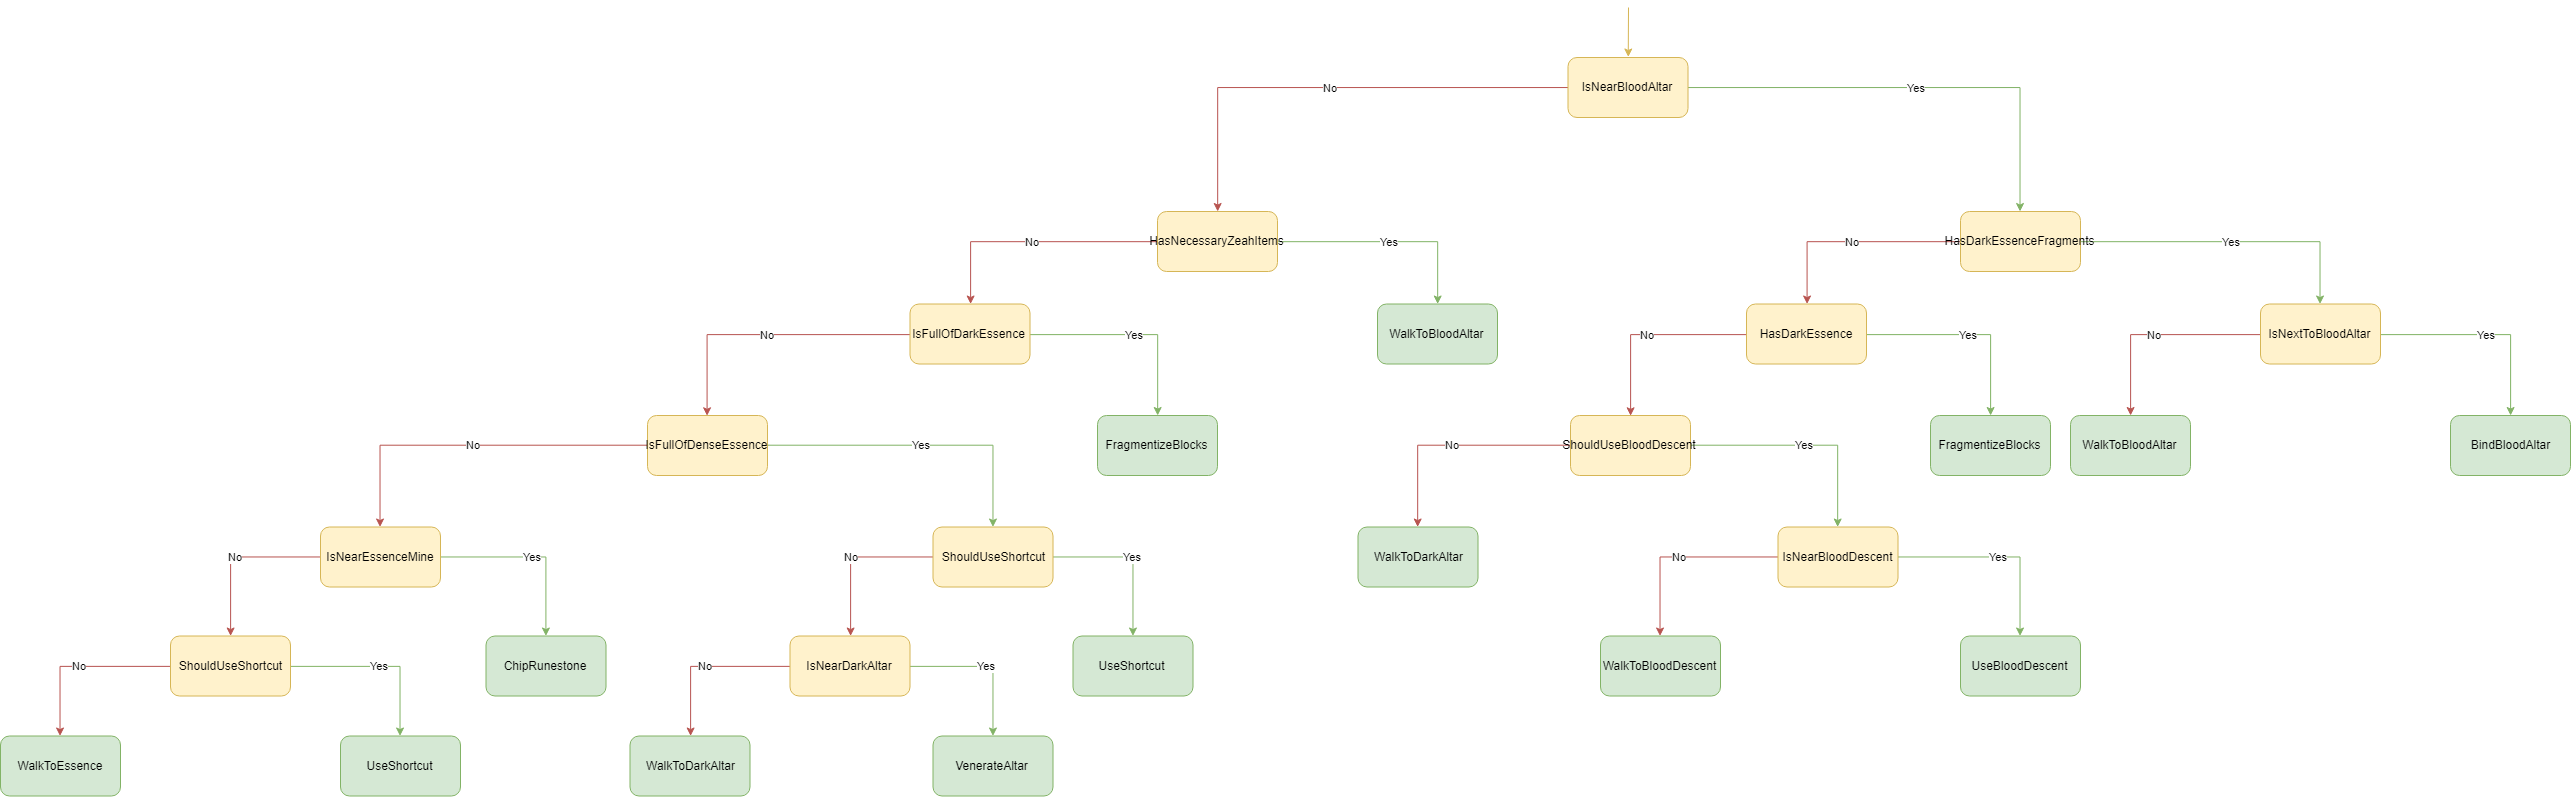 IsNearBloodAltar
No
Yes
HasNecessaryZeahItems
HasDarkEssenceFragments
No
Yes
No
Yes
IsFullOfDarkEssence
WalkToBloodAltar
HasDarkEssence
IsNextToBloodAltar
No
Yes
No
Yes
No
Yes
IsFullOfDenseEssence
FragmentizeBlocks
ShouldUseBloodDescent
FragmentizeBlocks
WalkToBloodAltar
BindBloodAltar
No
Yes
No
Yes
IsNearEssenceMine
ShouldUseShortcut
WalkToDarkAltar
IsNearBloodDescent
No
Yes
No
Yes
No
Yes
ShouldUseShortcut
ChipRunestone
IsNearDarkAltar
UseShortcut
WalkToBloodDescent
UseBloodDescent
No
Yes
No
Yes
WalkToEssence
UseShortcut
WalkToDarkAltar
VenerateAltar